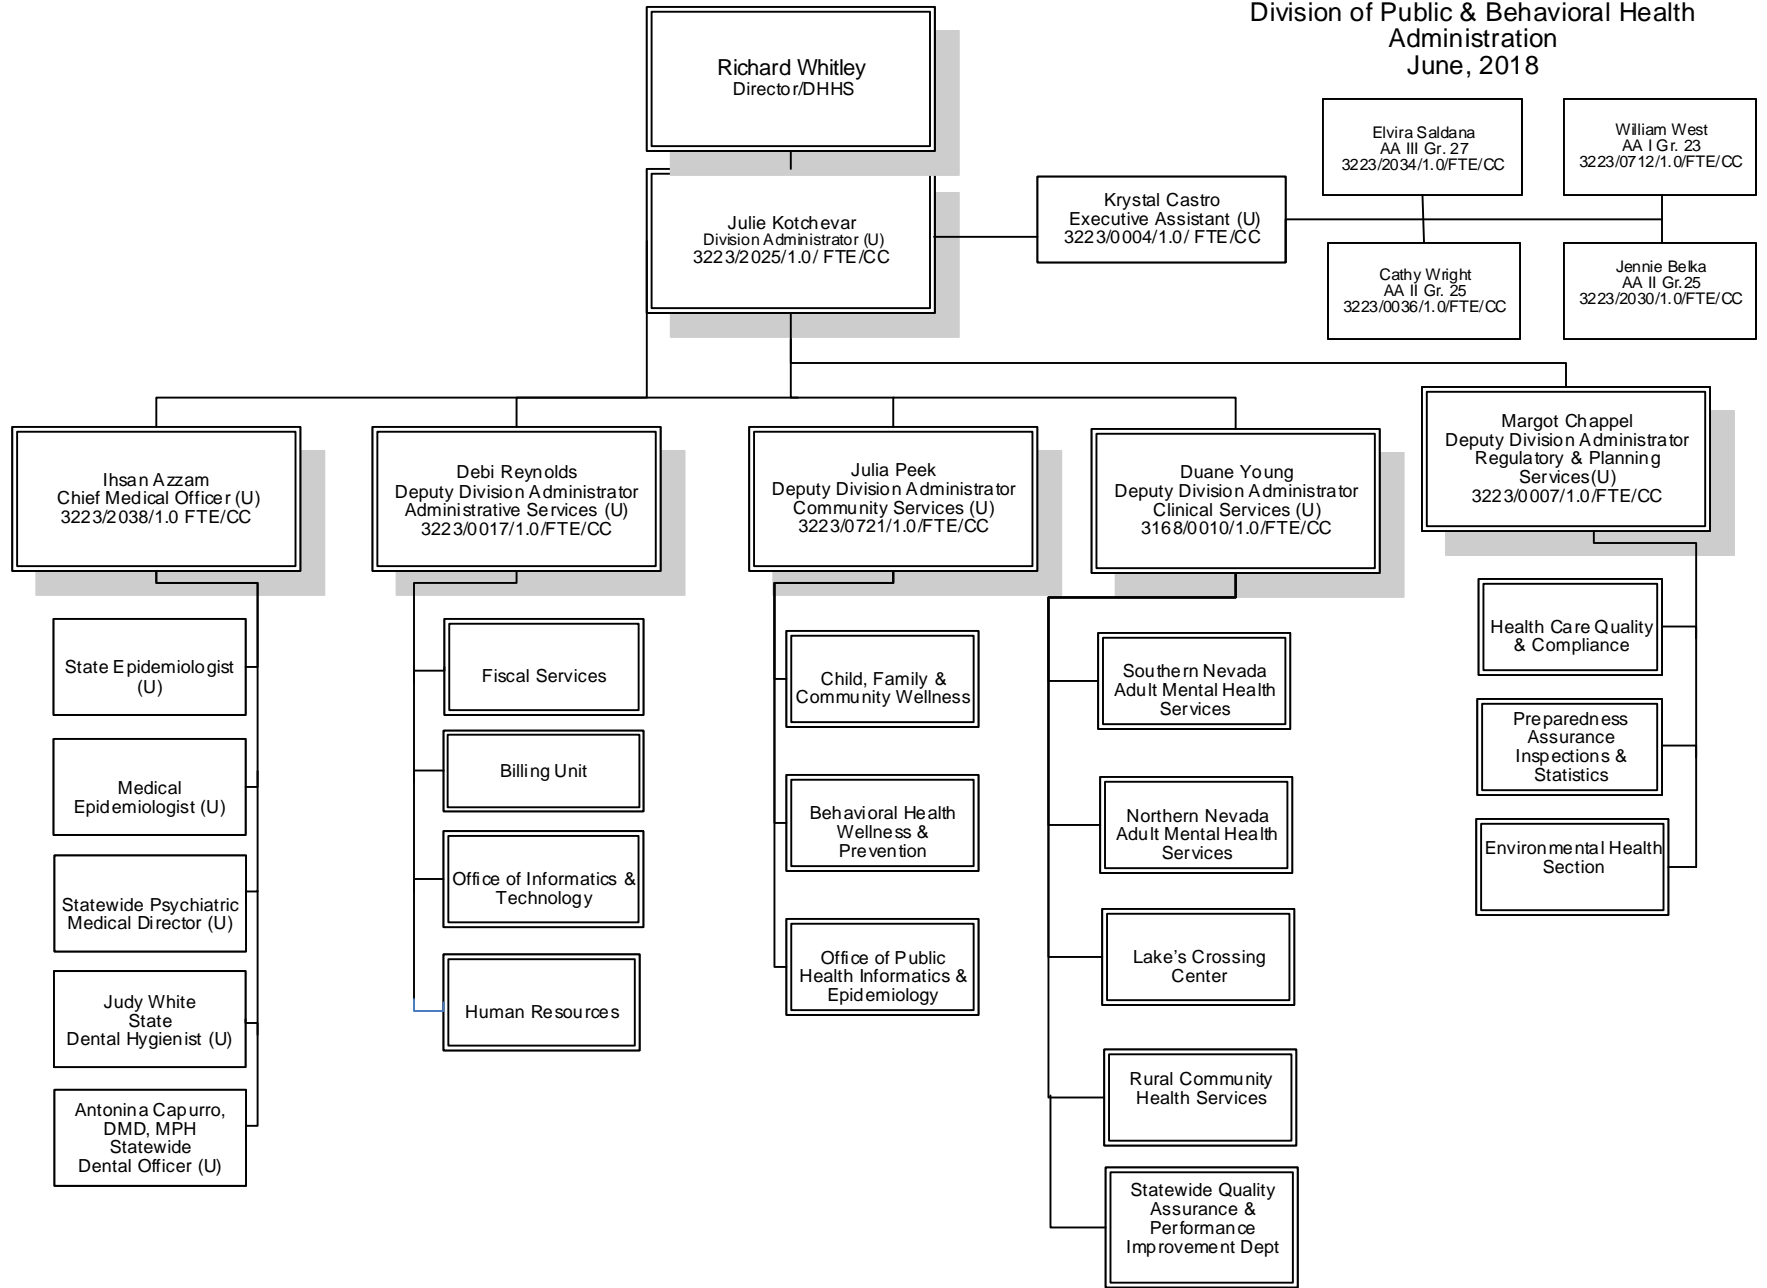 Division of Public & Behavioral Health
Administration
June, 2018
Richard Whitley
Director/DHHS
Julie Kotchevar
Division Administrator (U)
3223/2025/1.0/ FTE/CC
Krystal Castro
Executive Assistant (U)
3223/0004/1.0/ FTE/CC
Elvira Saldana
AA III Gr. 27
3223/2034/1.0/FTE/CC
William West
AA I Gr. 23
3223/0712/1.0/FTE/CC
Cathy Wright
AA II Gr. 25
3223/0036/1.0/FTE/CC
Jennie Belka
AA II Gr.25
3223/2030/1.0/FTE/CC
Ihsan Azzam
Chief Medical Officer (U)
3223/2038/1.0 FTE/CC
State Epidemiologist
(U)
Medical
Epidemiologist (U)
Statewide Psychiatric
Medical Director (U)
Judy White
State
Dental Hygienist (U)
Antonina Capurro,
DMD, MPH
Statewide
Dental Officer (U)
Debi Reynolds
Deputy Division Administrator
Administrative Services (U)
3223/0017/1.0/FTE/CC
Fiscal Services
Billing Unit
Office of Informatics &
Technology
Human Resources
Julia Peek
Deputy Division Administrator
Community Services (U)
3223/0721/1.0/FTE/CC
Child, Family &
Community Wellness
Behavioral Health
Wellness &
Prevention
Office of Public
Health Informatics &
Epidemiology
Duane Young
Deputy Division Administrator
Clinical Services (U)
3168/0010/1.0/FTE/CC
Southern Nevada
Adult Mental Health
Services
Northern Nevada
Adult Mental Health
Services
Lake's Crossing
Center
Rural Community
Health Services
Statewide Quality
Assurance &
Performance
Improvement Dept
Margot Chappel
Deputy Division Administrator
Regulatory & Planning
Services(U)
3223/0007/1.0/FTE/CC
Health Care Quality
& Compliance
Preparedness
Assurance
Inspections &
Statistics
Environmental Health
Section